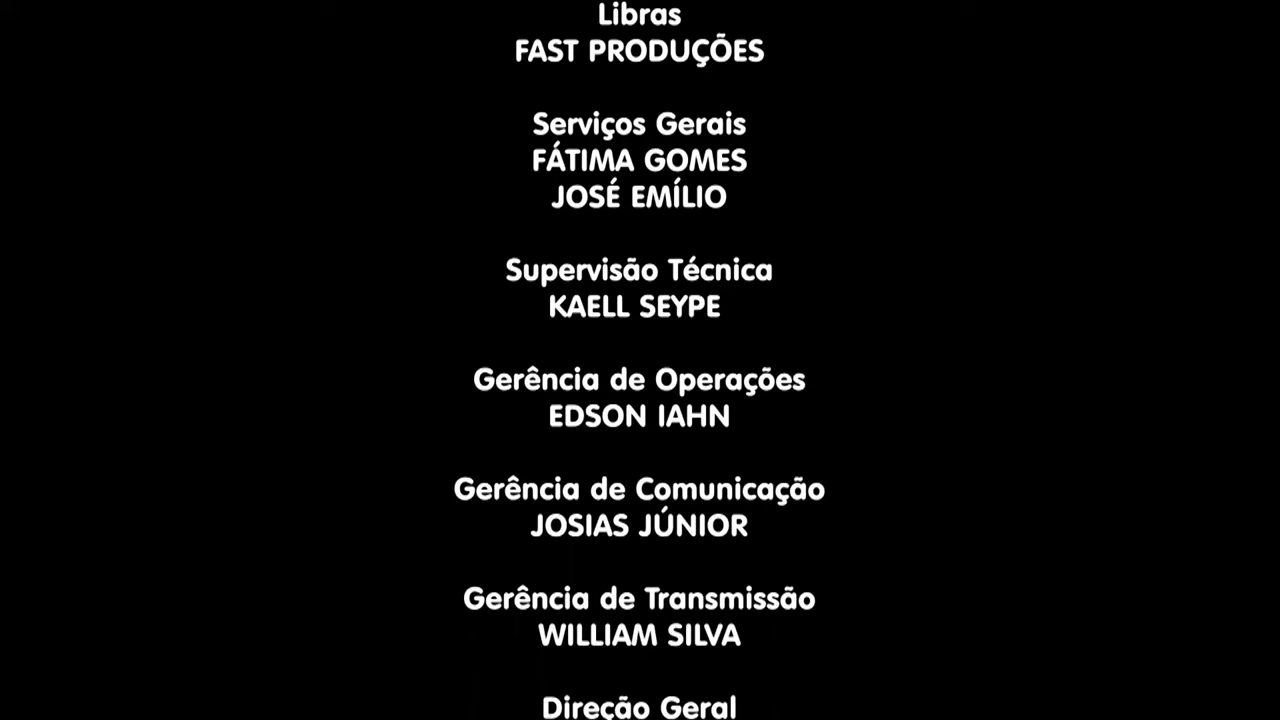 Libras
FAST PRODUÇÕES
Serviços Gerais
FÁTIMA GOMES
JOSÉ EMÍLIO
Supervisão Técnica
KAELL SEYPE
Gerência de Operações
EDSON IAHN
Gerência de Comunicação
JOSIAS JÚNIOR
Gerência de Transmissão
WILLIAM SILVA
Direção Geral